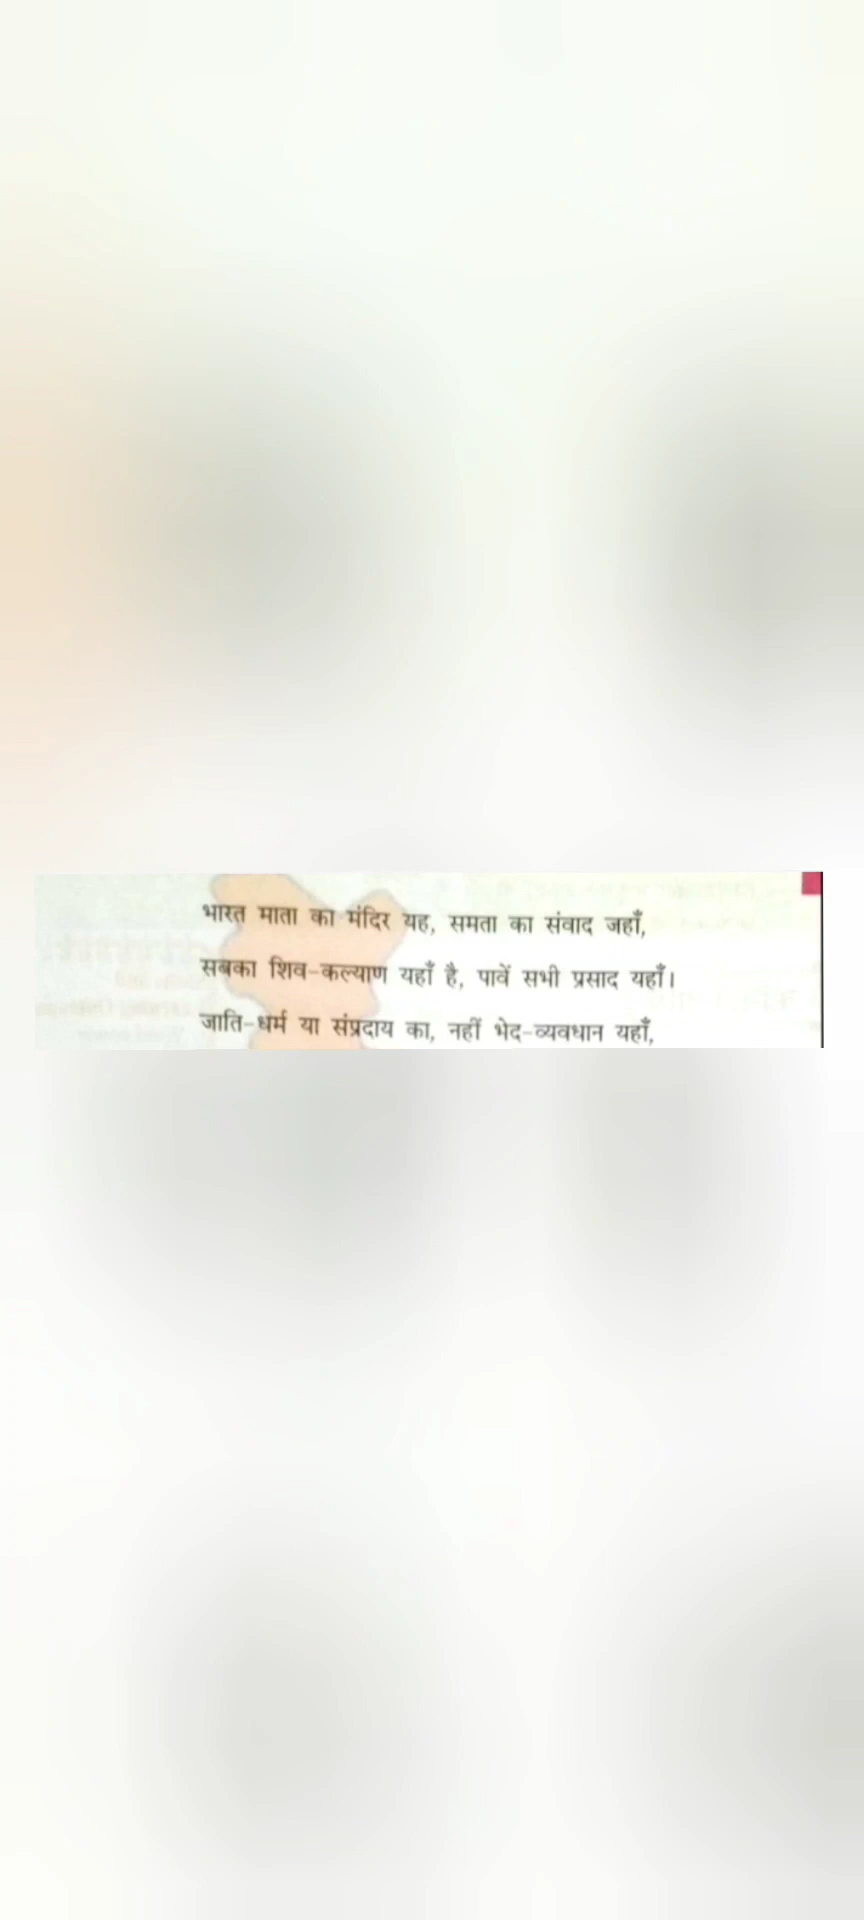 भारत माता का मंदिर यह, समता का संवाद जहाँ,
सबका शिव-कल्याण यहाँ है, पावें सभी प्रसाद यहाँ।
जाति-धर्म या संप्रदाय का, नहीं भेद-व्यवधान यहाँ,